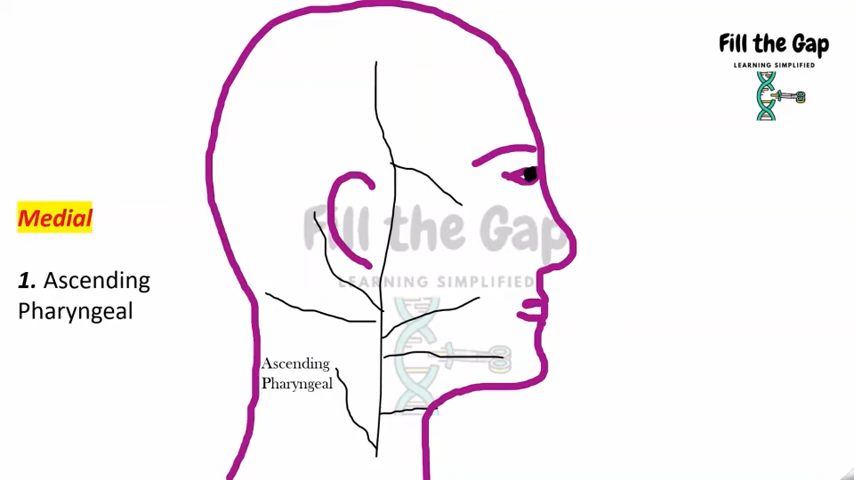 Fill the Gap
LEARNING SIMPLIFIED
Medial
1. Ascending
Pharyngeal
Fill the Gap
LEARNING SIMPLIFIED
Ascending
Pharyngeal